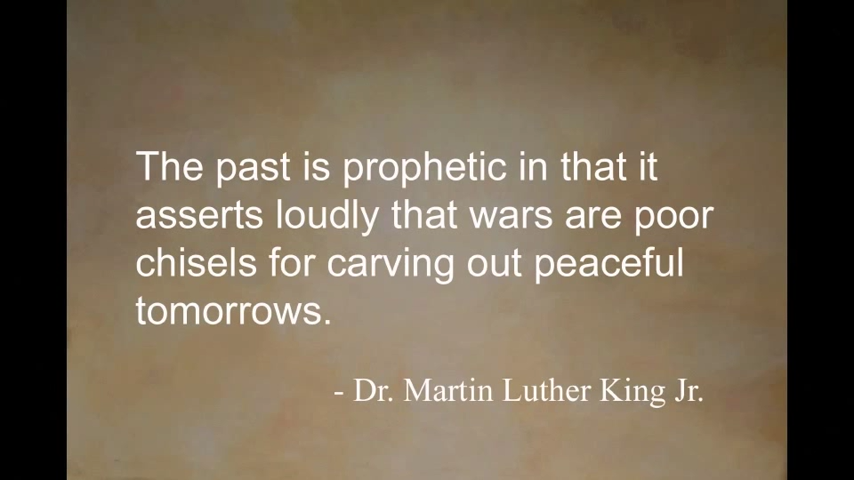 The past is prophetic in that it
asserts loudly that wars are poor
chisels for carving out peaceful
tomorrows.
- Dr. Martin Luther King Jr.